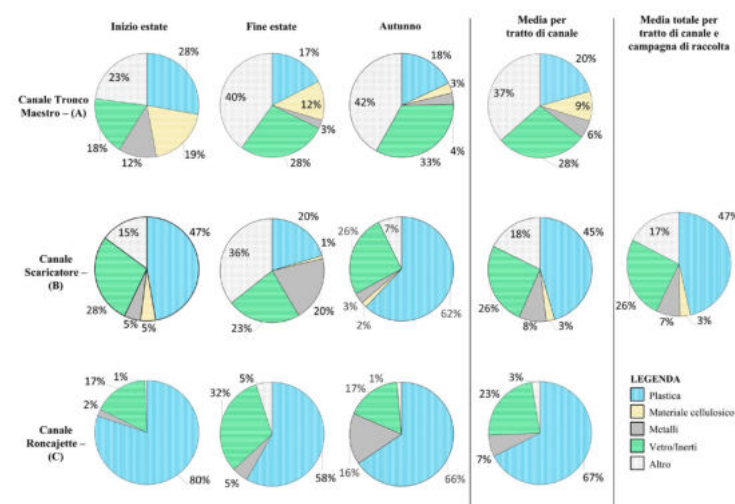 Inizio estate
Fine estate
Autunno
Media per
tratto di canale
Media totale per
tratto di canale e
campagna di raccolta
Canale Tronco
Maestro – (A)
28%
19%
12%
18%
23%
17%
12%
3%
28%
40%
18%
3%
4%
33%
42%
20%
9%
6%
28%
37%
Canale
Scaricatore –
(B)
47%
5%
5%
28%
15%
20%
1%
20%
23%
36%
62%
2%
3%
26%
7%
45%
3%
8%
26%
18%
47%
3%
7%
26%
17%
Canale
Roncajette –
(C)
80%
2%
17%
1%
58%
5%
32%
5%
66%
16%
17%
1%
67%
7%
23%
3%
LEGENDA
Plastica
Materiale cellulosico
Metalli
Vetro/Inerti
Altro